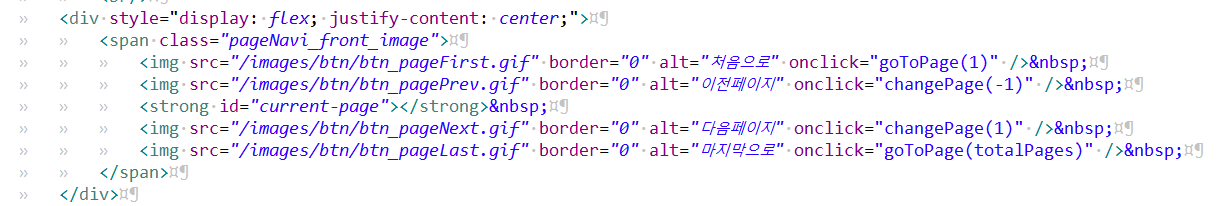 <div style="display: flex; justify-content: center;">
<span class="pageNavi_front_image">
<img src="/images/btn/btn_pageFirst.gif" border="0" alt="처음으로" onclick="goToPage(1)" />&nbsp;
<img src="/images/btn/btn_pagePrev.gif" border="0" alt="이전페이지" onclick="changePage(-1)" />&nbsp;
<strong id="current-page"></strong>&nbsp;
<img src="/images/btn/btn_pageNext.gif" border="0" alt="다음페이지" onclick="changePage(1)" />&nbsp;
<img src="/images/btn/btn_pageLast.gif" border="0" alt="마지막으로" onclick="goToPage(totalPages)" />&nbsp;
</span>
</div>